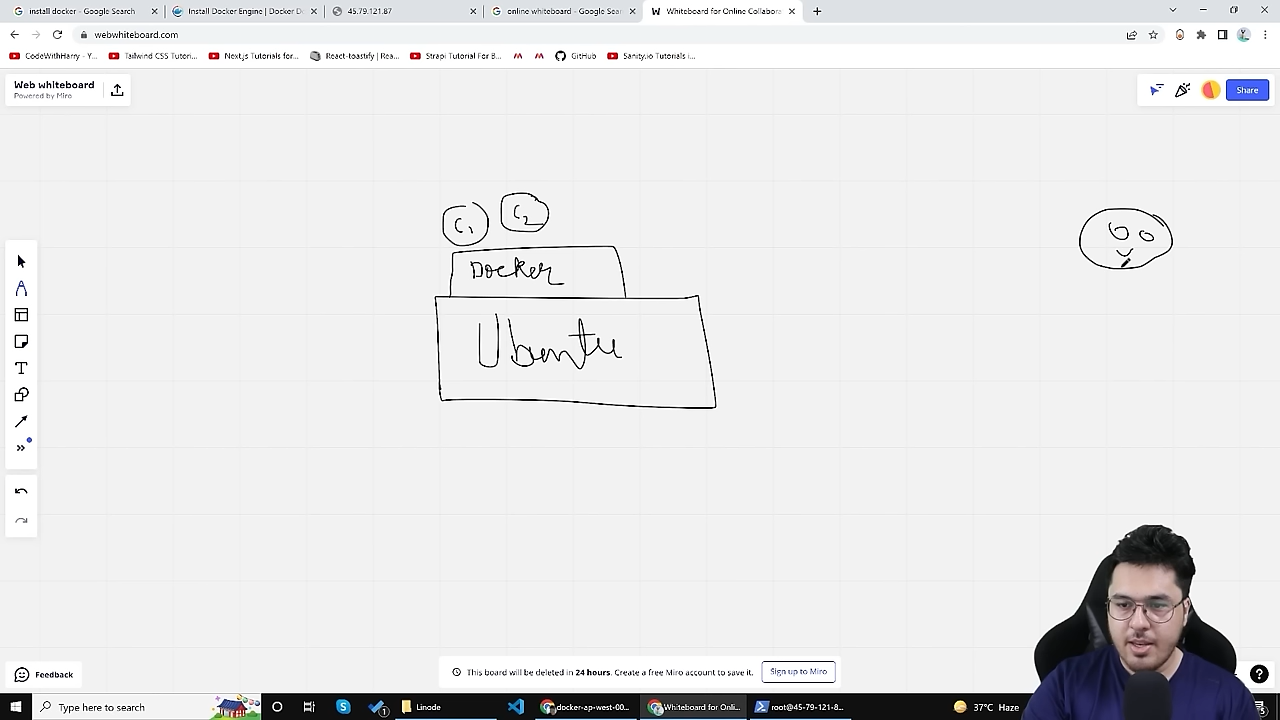 install docker - Google Search
Install Docker Engine | Docker D
45.79.121.87
online whiteboard - Google Sear
Whiteboard for Online Collabora
webwhiteboard.com
CodeWithHarry - Y...
Tailwind CSS Tutori...
Next.js Tutorials for...
React-toastify | Rea...
Strapi Tutorial For B...
GitHub
Sanity.io Tutorials i...
Web whiteboard
Powered by Miro
Share
C1
C2
Docker
Ubuntu
Feedback
This board will be deleted in 24 hours. Create a free Miro account to save it.
Sign up to Miro
Type here to search
Linode
docker-ap-west-00...
Whiteboard for Onli...
root@45-79-121-8...
37°C Haze